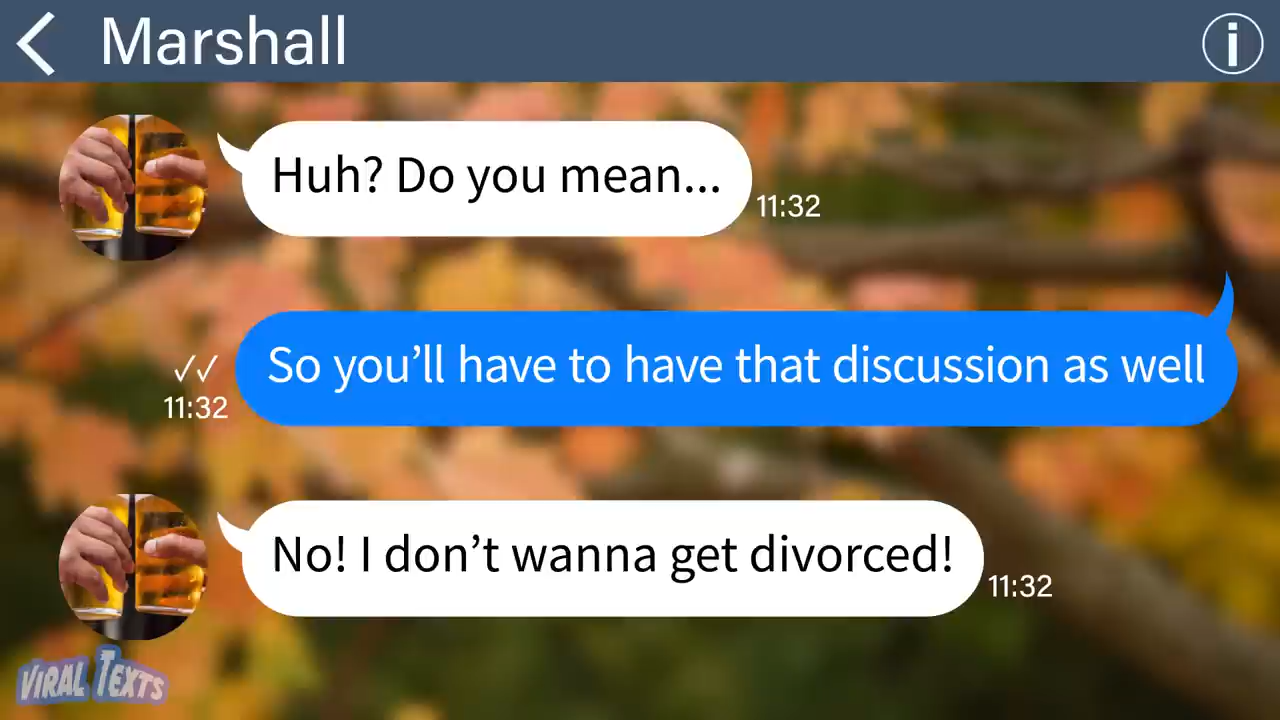 Marshall
Huh? Do you mean...
11:32
So you’ll have to have that discussion as well
11:32
No! I don’t wanna get divorced!
11:32
VIRAL TEXTS